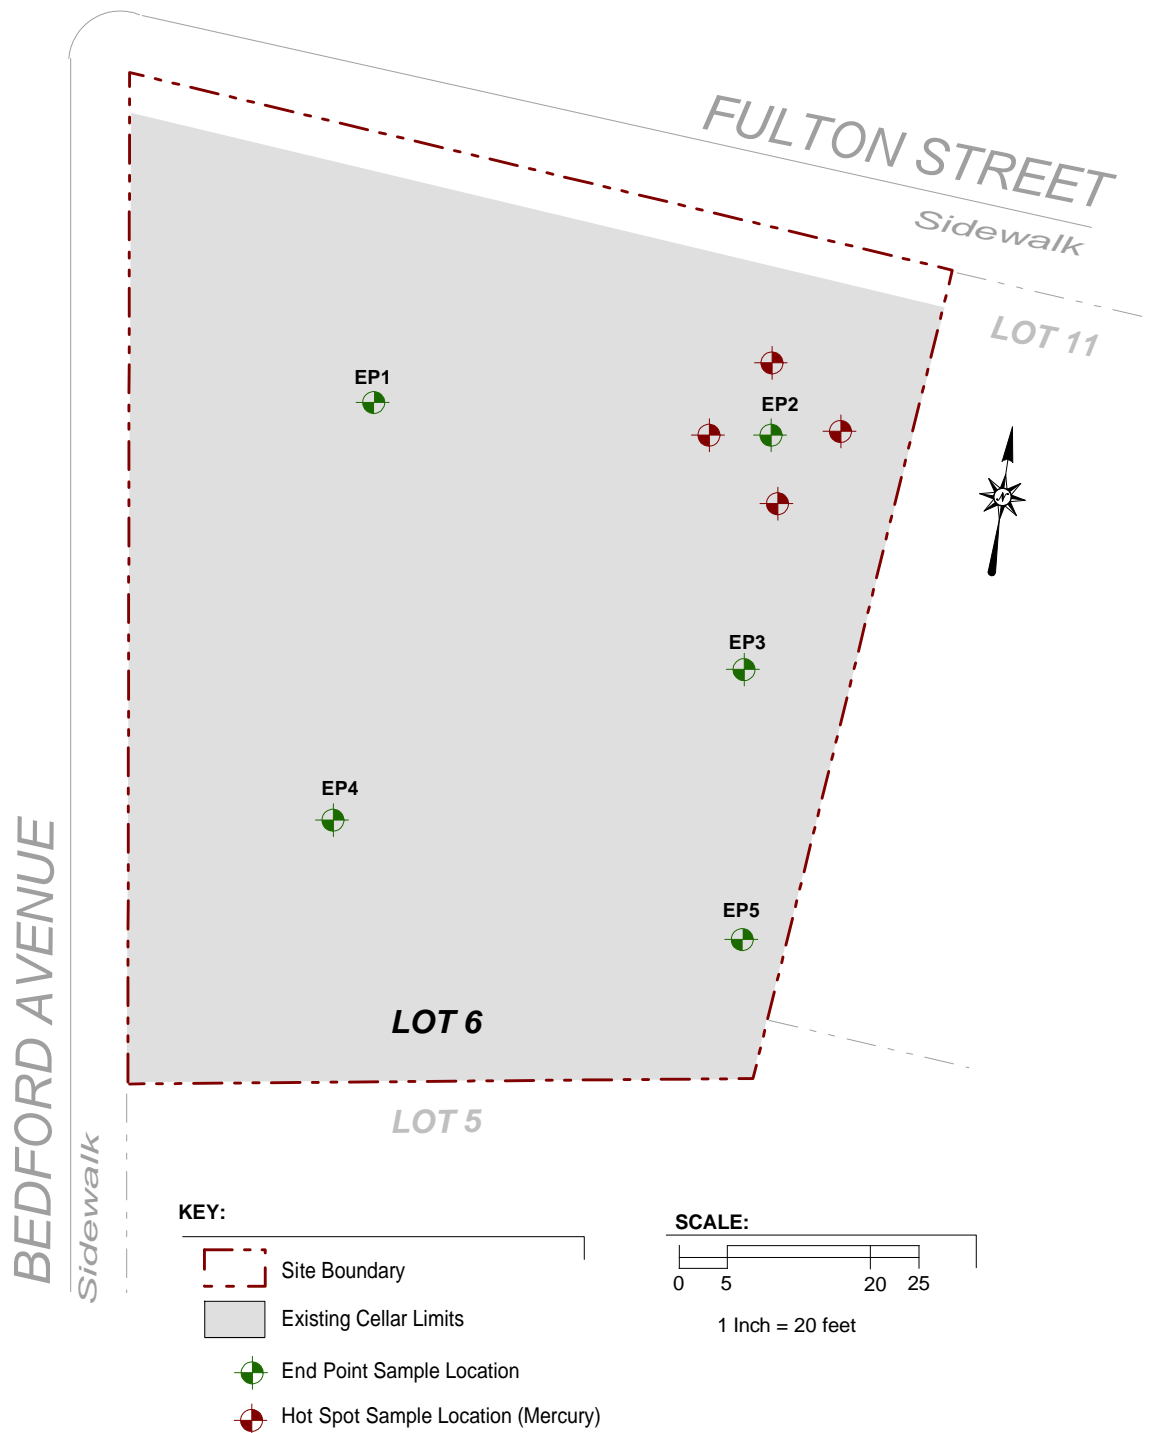 FULTON STREET
Sidewalk
LOT 11
EP1
EP2
N
EP3
EP4
EP5
LOT 6
LOT 5
BEDFORD AVENUE
Sidewalk
KEY:
Site Boundary
Existing Cellar Limits
End Point Sample Location
Hot Spot Sample Location (Mercury)
SCALE:
0 5 20 25
1 Inch = 20 feet